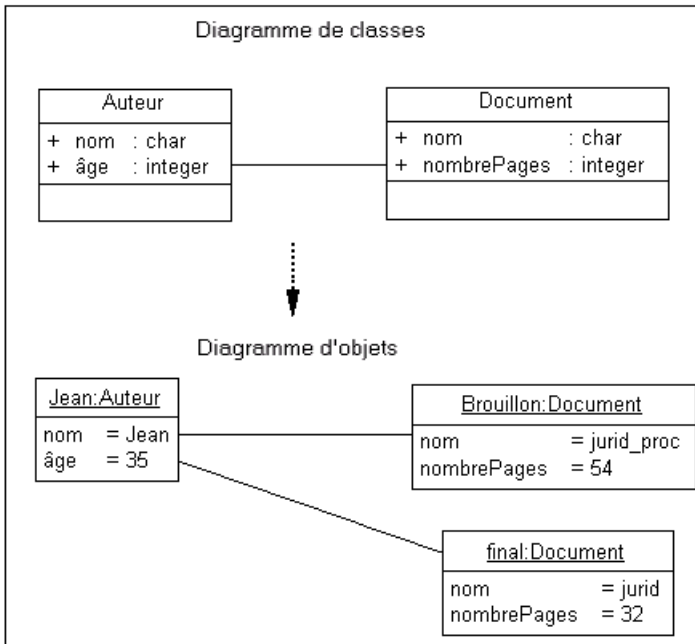 Diagramme de classes
Auteur
+ nom : char
+ âge : integer
Document
+ nom : char
+ nombrePages : integer
Diagramme d'objets
Jean:Auteur
nom = Jean
âge = 35
Brouillon:Document
nom = jurid_proc
nombrePages = 54
final:Document
nom = jurid
nombrePages = 32